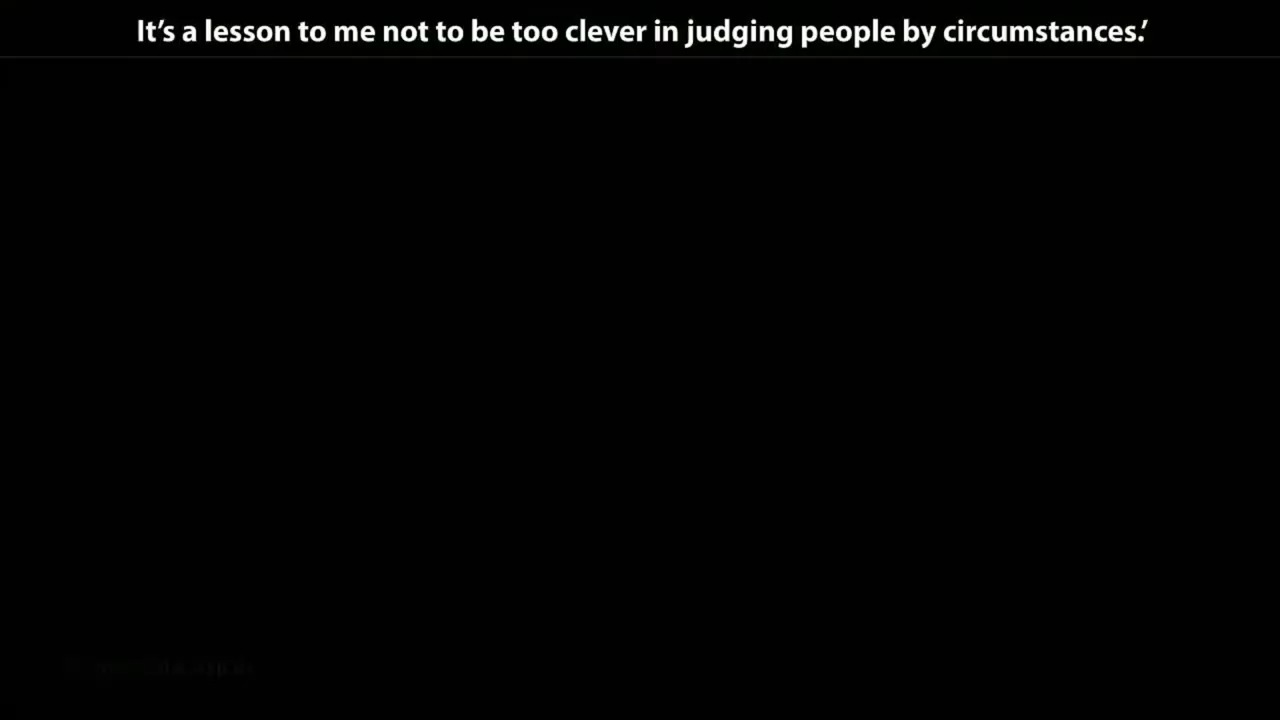 It’s a lesson to me not to be too clever in judging people by circumstances.’